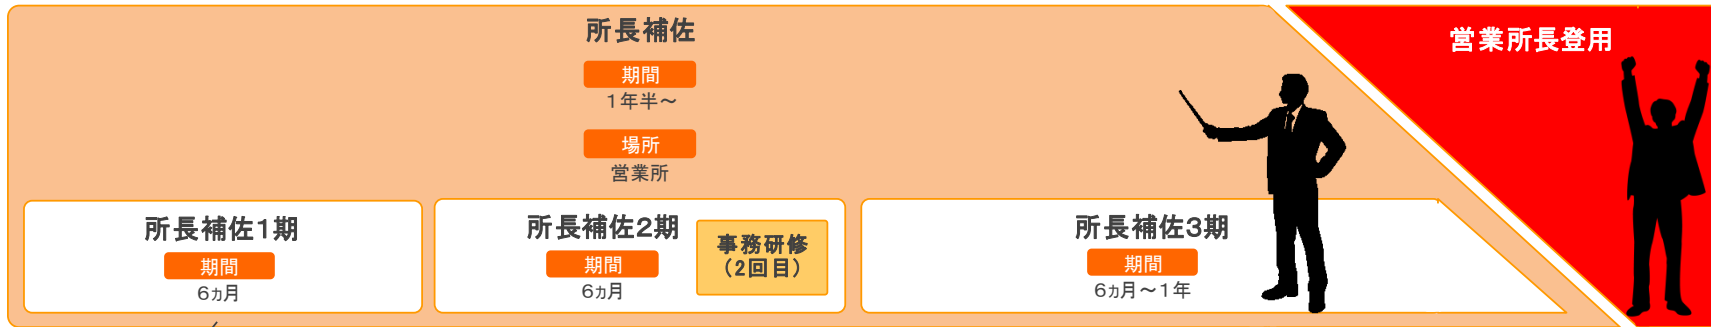 所長補佐
期間
１年半～
場所
営業所
営業所長登用
所長補佐1期
期間
６ヵ月
所長補佐2期
期間
６ヵ月
事務研修
（2回目）
所長補佐3期
期間
６ヵ月～１年